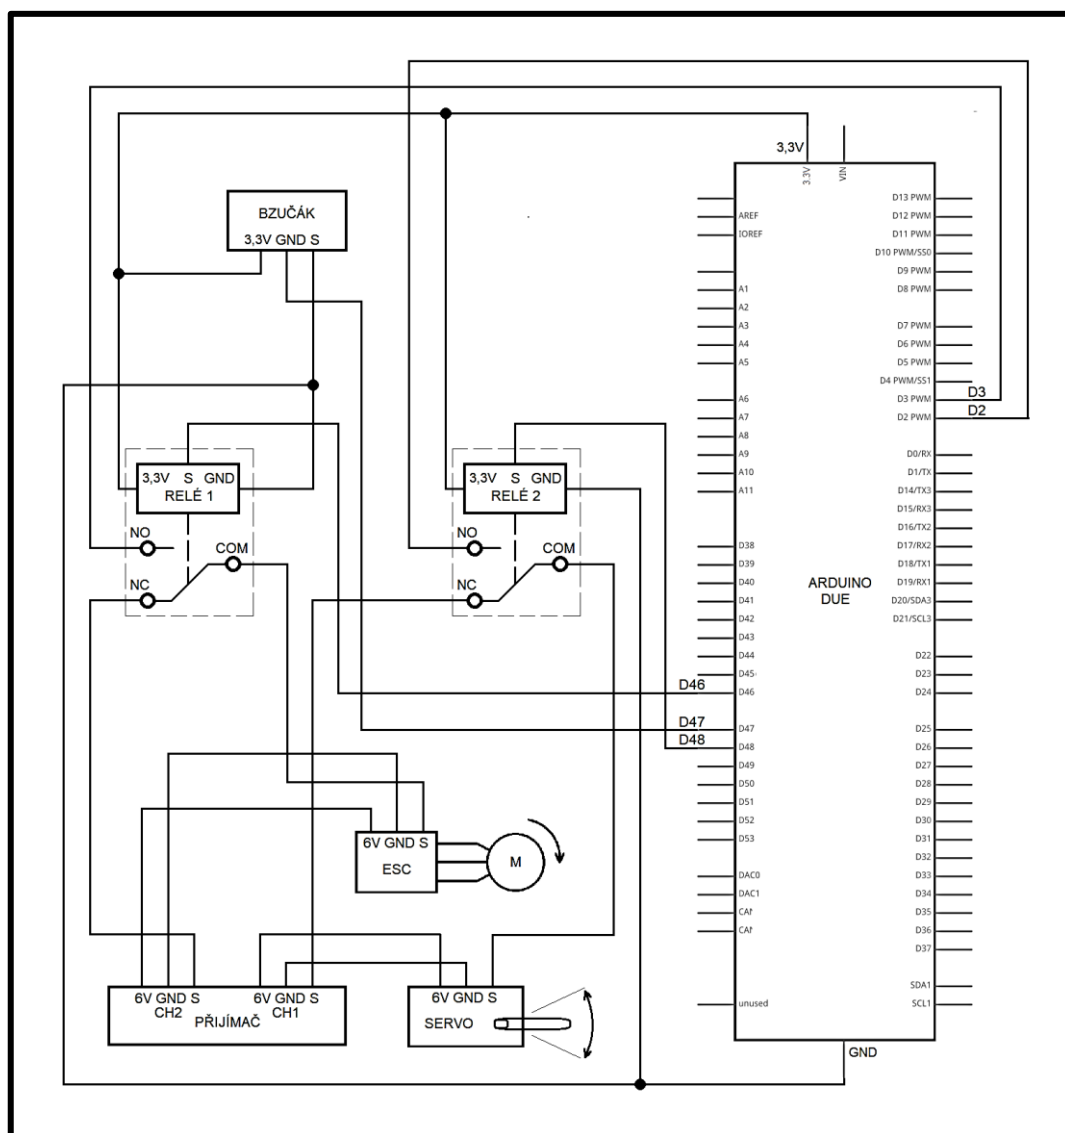 3,3V
3.3V
VIN
BZUČÁK
3,3V GND S
AREF
IOREF
A1
A2
A3
A4
A5
A6
A7
A8
A9
A10
A11
D38
D39
D40
D41
D42
D43
D44
D45
D46
D47
D48
D49
D50
D51
D52
D53
DAC0
DAC1
unused
D13 PWM
D12 PWM
D11 PWM
D10 PWM/SS0
D9 PWM
D8 PWM
D7 PWM
D6 PWM
D5 PWM
D4 PWM/SS1
D3 PWM
D2 PWM
D0/RX
D1/TX
D14/TX3
D15/RX3
D16/TX2
D17/RX2
D18/TX1
D19/RX1
D20/SDA3
D21/SCL3
D22
D23
D24
D25
D26
D27
D28
D29
D30
D31
D32
D33
D34
D35
D36
D37
SDA1
SCL1
D3
D2
ARDUINO
DUE
3,3V S GND
RELÉ 1
NO
COM
NC
3,3V S GND
RELÉ 2
NO
COM
NC
D46
D47
D48
6V GND S
ESC
M
6V GND S
CH2
6V GND S
CH1
PŘIJÍMAČ
6V GND S
SERVO
GND